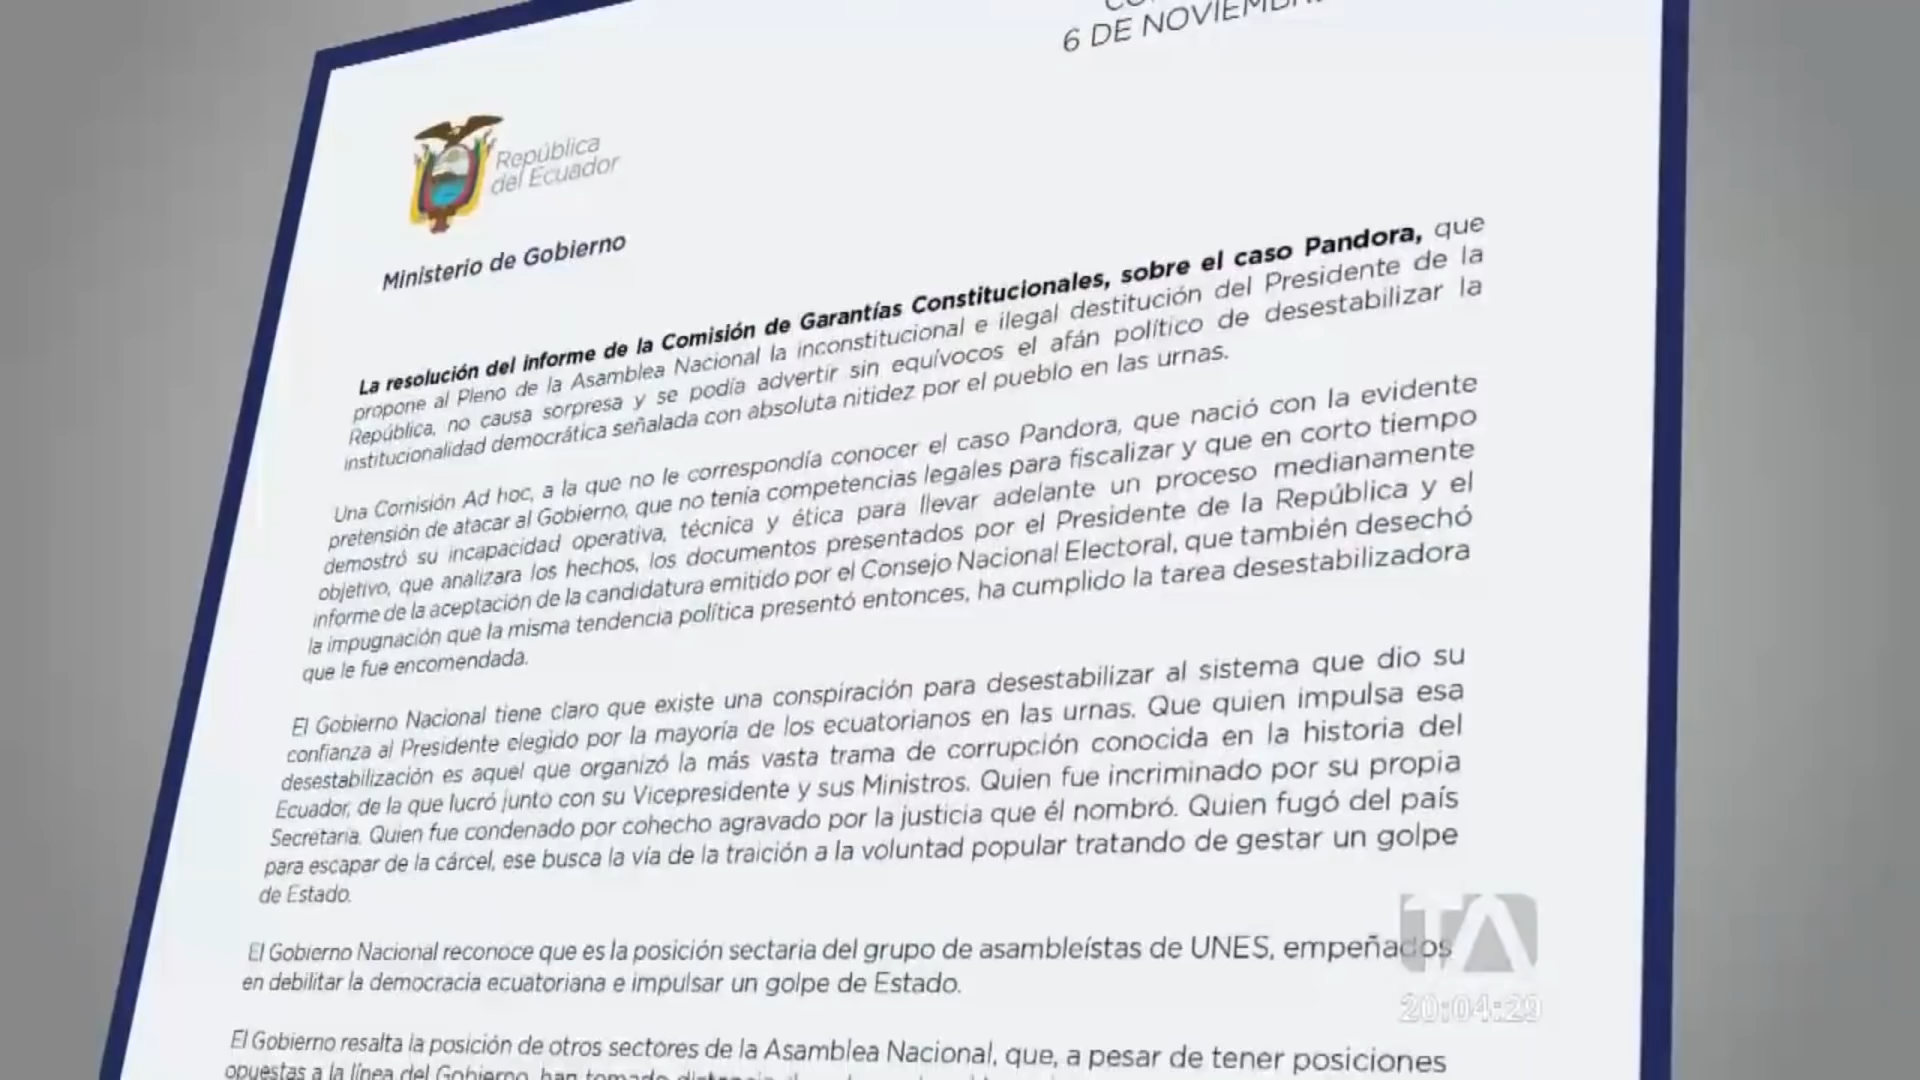 6 DE NOVIEMB
República
del Ecuador
Ministerio de Gobierno
La resolución del informe de la Comisión de Garantías Constitucionales, sobre el caso Pandora, que
propone al Pleno de la Asamblea Nacional la inconstitucional e ilegal destitución del Presidente de la
República, no causa sorpresa y se podía advertir sin equívocos el afán político de desestabilizar la
institucionalidad democrática señalada con absoluta nitidez por el pueblo en las urnas.
Una Comisión Ad hoc, a la que no le correspondía conocer el caso Pandora, que nació con la evidente
pretensión de atacar al Gobierno, que no tenía competencias legales para fiscalizar y que en corto tiempo
demostró su incapacidad operativa, técnica y ética para llevar adelante un proceso medianamente
objetivo, que analizara los hechos, los documentos presentados por el Presidente de la República y el
informe de la aceptación de la candidatura emitido por el Consejo Nacional Electoral, que también desechó
la impugnación que la misma tendencia política presentó entonces, ha cumplido la tarea desestabilizadora
que le fue encomendada.
El Gobierno Nacional tiene claro que existe una conspiración para desestabilizar al sistema que dio su
confianza al Presidente elegido por la mayoría de los ecuatorianos en las urnas. Que quien impulsa esa
desestabilización es aquel que organizó la más vasta trama de corrupción conocida en la historia del
Ecuador, de la que lucró junto con su Vicepresidente y sus Ministros. Quien fue incriminado por su propia
Secretaria. Quien fue condenado por cohecho agravado por la justicia que él nombró. Quien fugó del país
para escapar de la cárcel, ese busca la vía de la traición a la voluntad popular tratando de gestar un golpe
de Estado.
El Gobierno Nacional reconoce que es la posición sectaria del grupo de asambleístas de UNES, empeñados
en debilitar la democracia ecuatoriana e impulsar un golpe de Estado.
TA
20:04:29
El Gobierno resalta la posición de otros sectores de la Asamblea Nacional, que, a pesar de tener posiciones
opuestas a la línea del Gobierno, han tomado